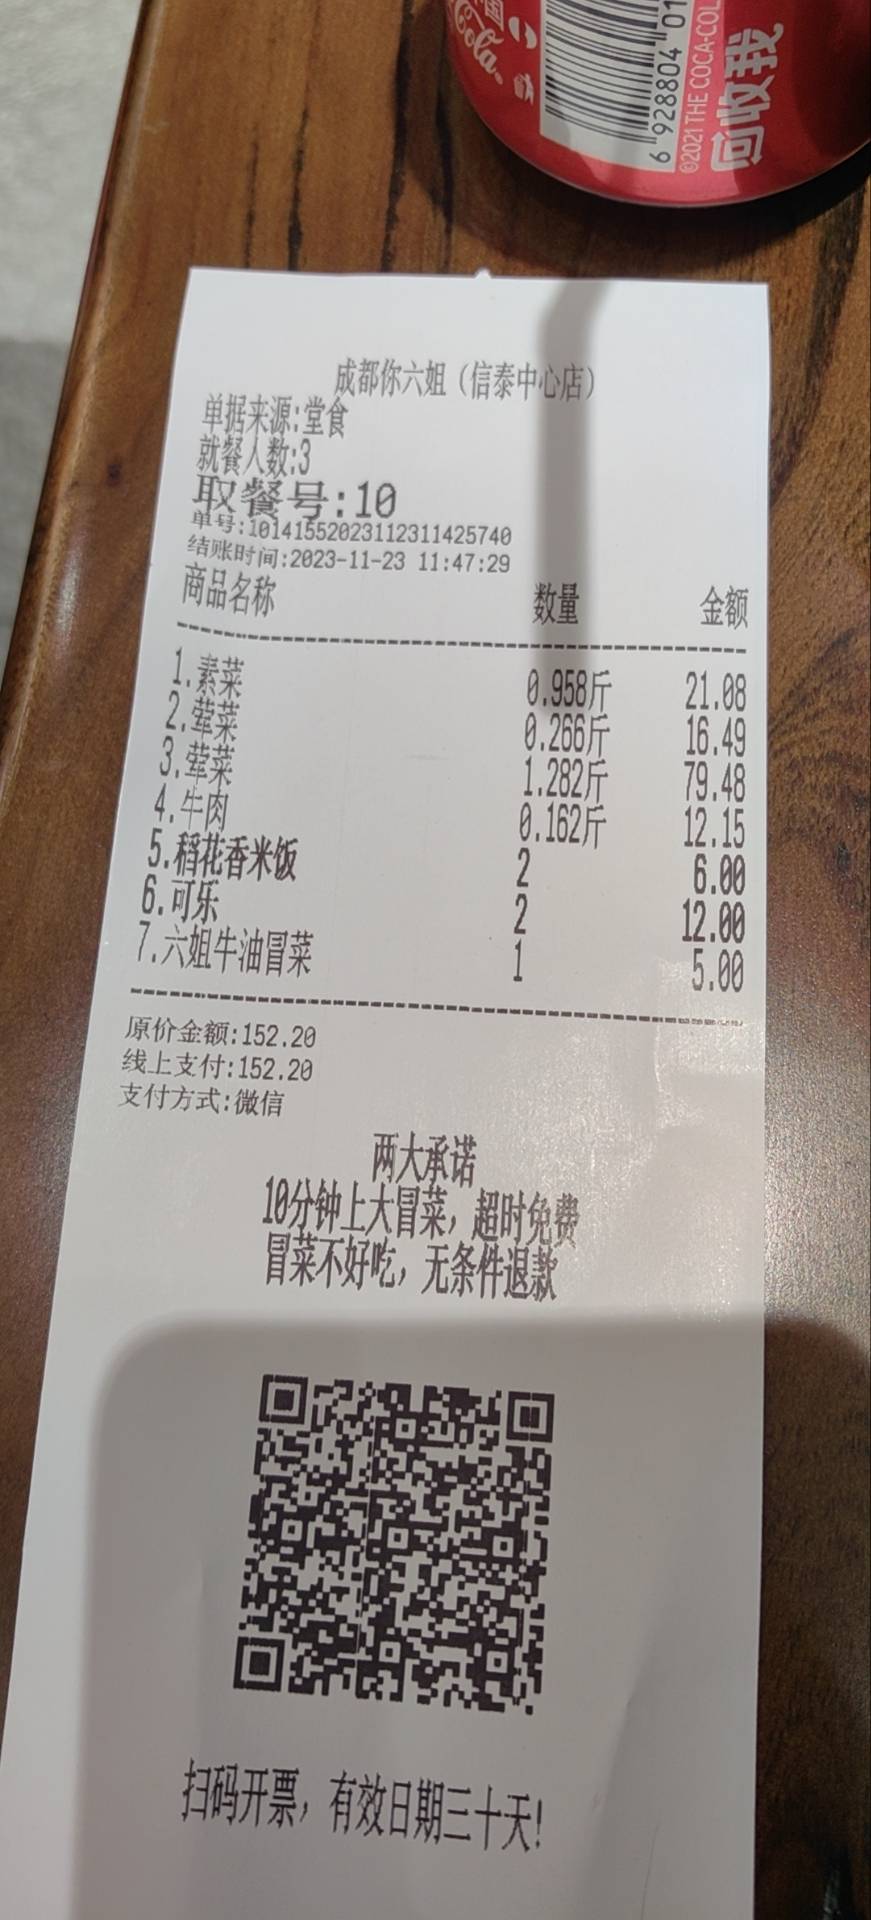 国
Cola
6 928804 01
©2021 THE COCA-COL
回收我
成都你六姐（信泰中心店）
单据来源:堂食
就餐人数:3
取餐号:10
单号:10141552023112311425740
结账时间:2023-11-23 11:47:29
商品名称 数量 金额
1.素菜 0.958斤 21.08
2.荤菜 0.266斤 16.49
3.荤菜 1.282斤 79.48
4.牛肉 0.162斤 12.15
5.稻花香米饭 2 6.00
6.可乐 2 12.00
7.六姐牛油冒菜 1 5.00
原价金额:152.20
线上支付:152.20
支付方式:微信
两大承诺
10分钟上大冒菜，超时免费
冒菜不好吃，无条件退款
扫码开票，有效日期三十天!